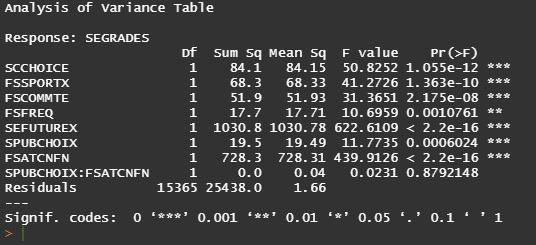 Analysis of Variance Table
Response: SEGRADES
Df Sum Sq Mean Sq F value Pr(>F)
SCCHOICE 1 84.1 84.15 50.8252 1.055e-12 ***
FSSPORTX 1 68.3 68.33 41.2726 1.363e-10 ***
FSCOMMTE 1 51.9 51.93 31.3651 2.175e-08 ***
FSFREQ 1 17.7 17.71 10.6959 0.0010761 **
SEFUTUREX 1 1030.8 1030.78 622.6109 < 2.2e-16 ***
SPUBCHOIX 1 19.5 19.49 11.7735 0.0006024 ***
FSATCNFN 1 728.3 728.31 439.9126 < 2.2e-16 ***
SPUBCHOIX:FSATCNFN 1 0.0 0.04 0.0231 0.8792148
Residuals 15365 25438.0 1.66
---
Signif. codes: 0 ‘***’ 0.001 ‘**’ 0.01 ‘*’ 0.05 ‘.’ 0.1 ‘ ’ 1
>